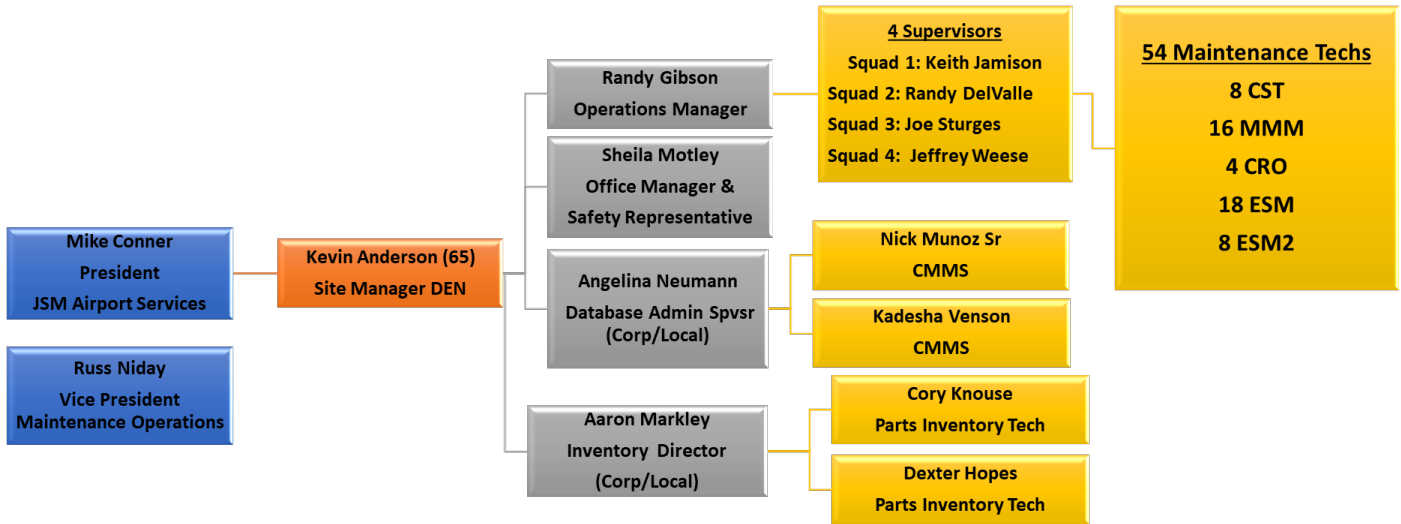 Mike Conner
President
JSM Airport Services
Russ Niday
Vice President
Maintenance Operations
Kevin Anderson (65)
Site Manager DEN
Randy Gibson
Operations Manager
Sheila Motley
Office Manager &
Safety Representative
Angelina Neumann
Database Admin Spvsr
(Corp/Local)
Aaron Markley
Inventory Director
(Corp/Local)
4 Supervisors
Squad 1: Keith Jamison
Squad 2: Randy DelValle
Squad 3: Joe Sturges
Squad 4: Jeffrey Weese
Nick Munoz Sr
CMMS
Kadesha Venson
CMMS
Cory Knouse
Parts Inventory Tech
Dexter Hopes
Parts Inventory Tech
54 Maintenance Techs
8 CST
16 MMM
4 CRO
18 ESM
8 ESM2